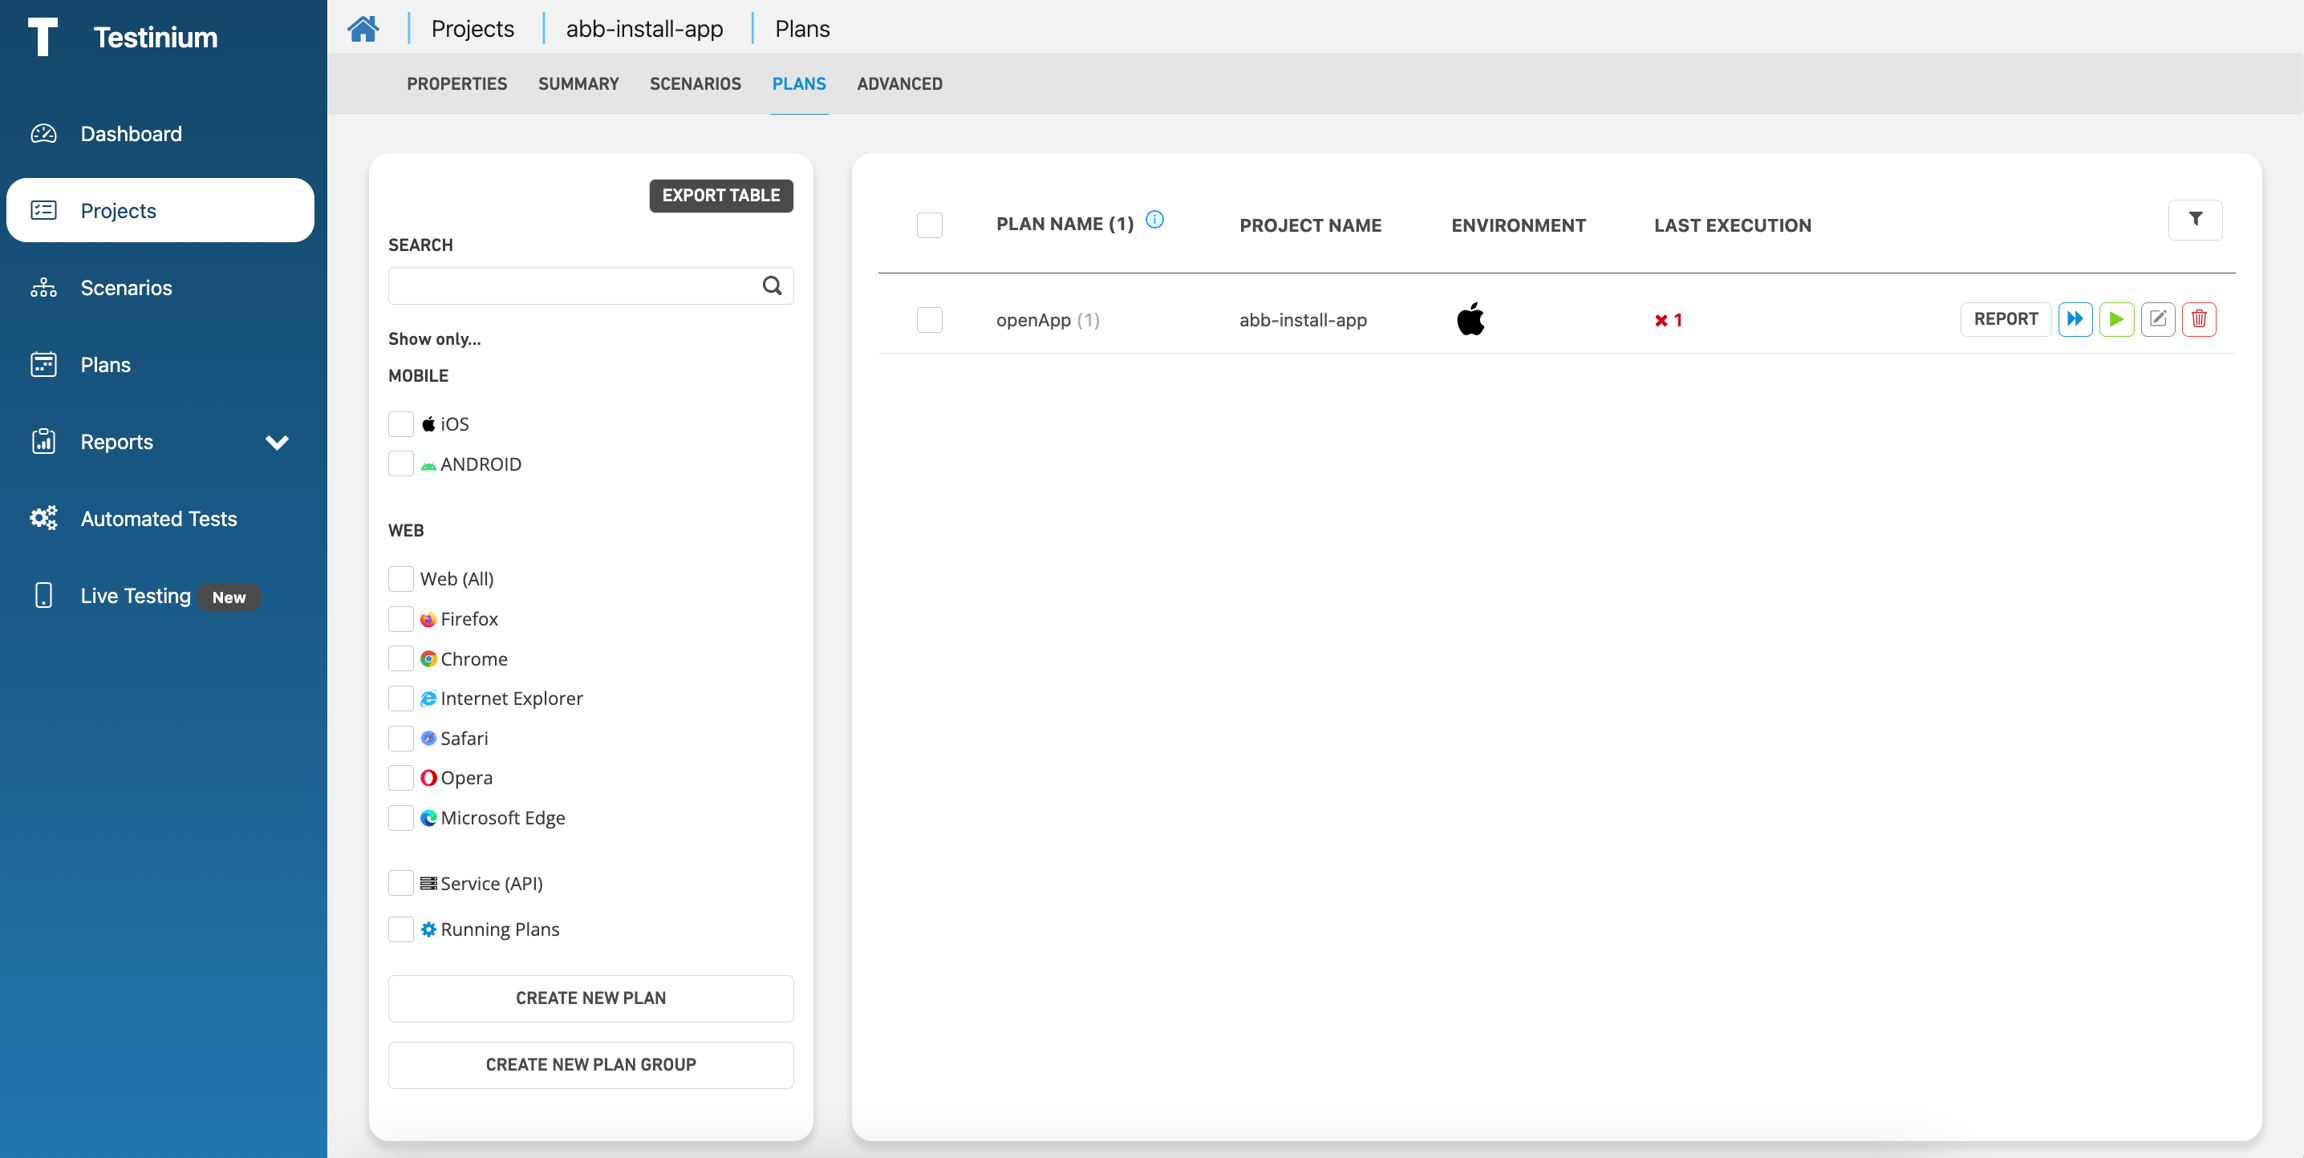 T Testinium
Projects
abb-install-app
Plans
PROPERTIES
SUMMARY
SCENARIOS
PLANS
ADVANCED
Dashboard
Projects
Scenarios
Plans
Reports
Automated Tests
Live Testing New
EXPORT TABLE
SEARCH
Show only...
MOBILE
iOS
ANDROID
WEB
Web (All)
Firefox
Chrome
Internet Explorer
Safari
Opera
Microsoft Edge
Service (API)
Running Plans
CREATE NEW PLAN
CREATE NEW PLAN GROUP
PLAN NAME (1)
PROJECT NAME
ENVIRONMENT
LAST EXECUTION
openApp (1)
abb-install-app
1
REPORT